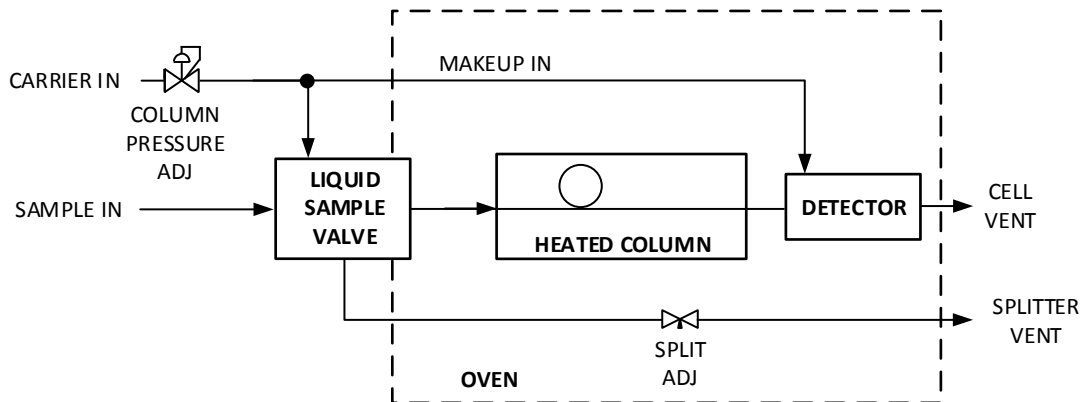 MAKEUP IN
CARRIER IN
COLUMN
PRESSURE
ADJ
LIQUID
SAMPLE
VALVE
SAMPLE IN
HEATED COLUMN
DETECTOR
CELL
VENT
SPLIT
ADJ
SPLITTER
VENT
OVEN